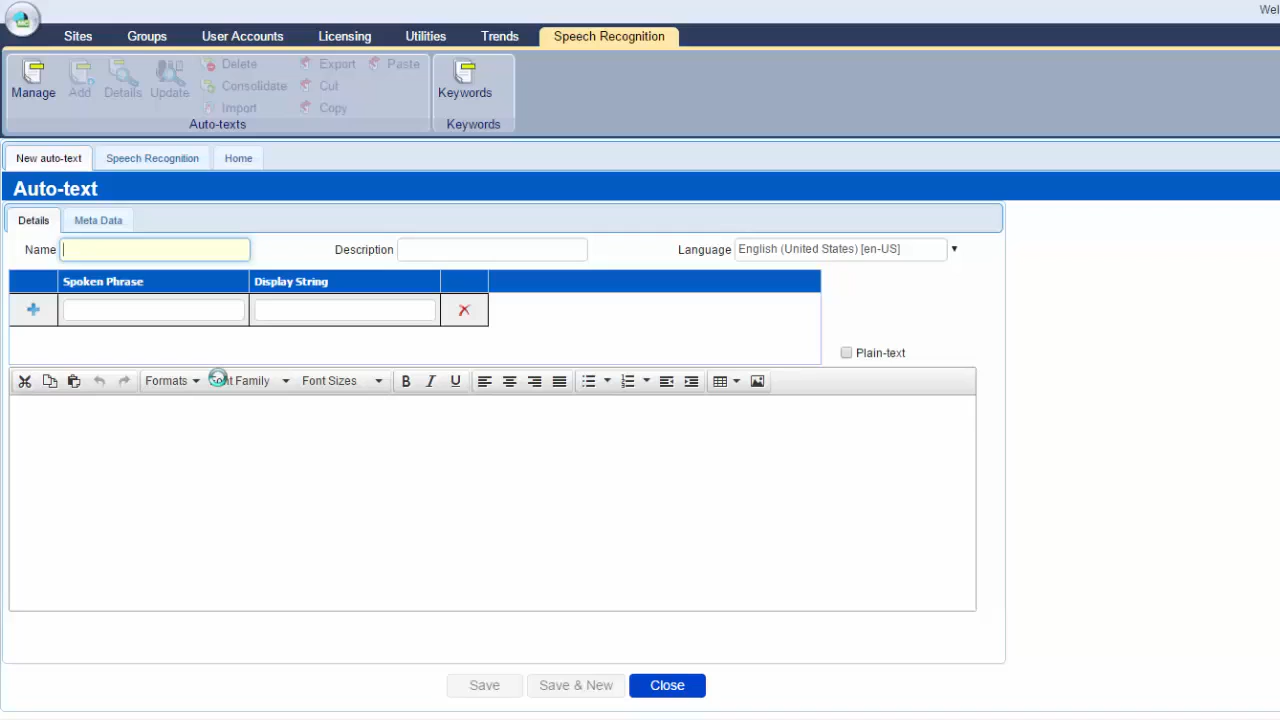 Wel
Sites Groups User Accounts Licensing Utilities Trends Speech Recognition
Manage Add Details Update Delete Consolidate Import Export Cut Copy Paste Keywords
Auto-texts Keywords
New auto-text Speech Recognition Home
Auto-text
Details Meta Data
Name Description Language English (United States) [en-US]
Spoken Phrase Display String
Plain-text
Formats Family Font Sizes B I U
Save Save & New Close